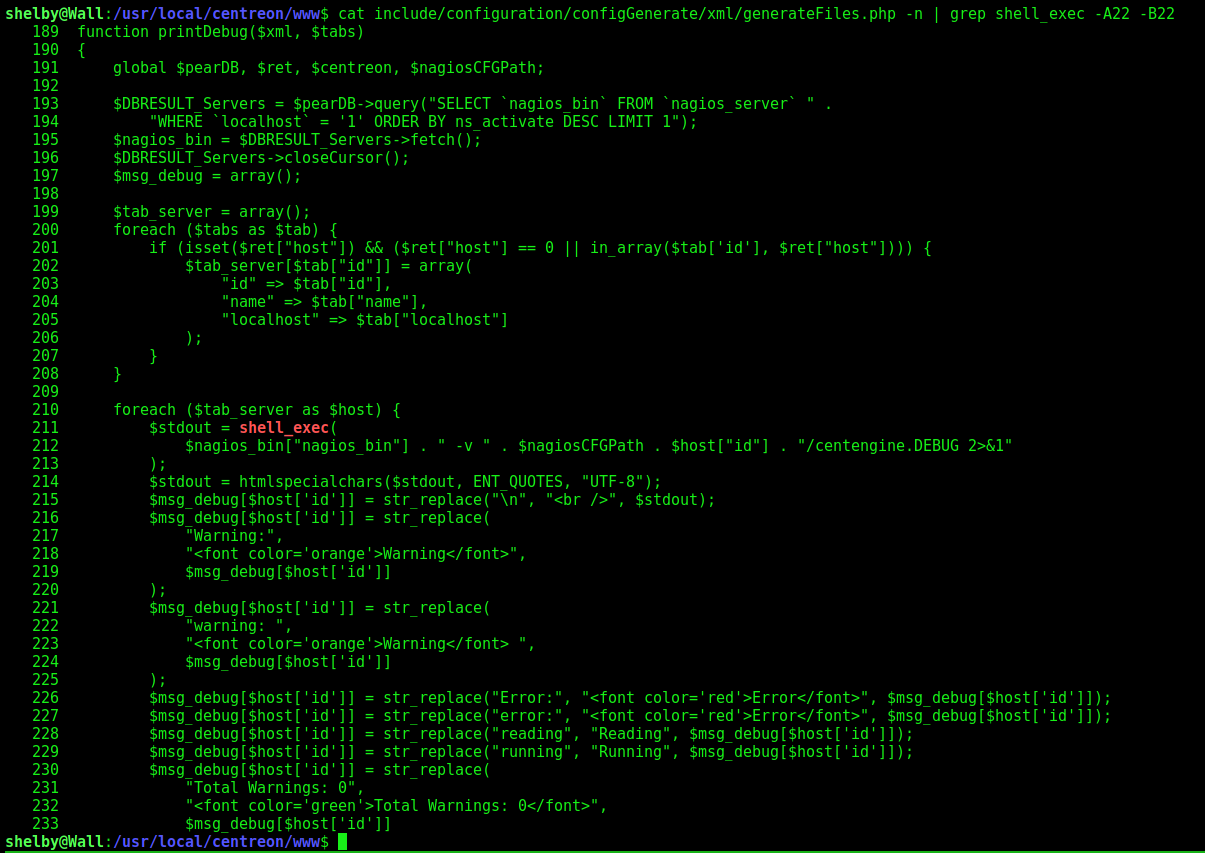 shelby@Wall:/usr/local/centreon/www$ cat include/configuration/configGenerate/xml/generateFiles.php -n | grep shell_exec -A22 -B22
   189  function printDebug($xml, $tabs)
   190  {
   191      global $pearDB, $ret, $centreon, $nagiosCFGPath;
   192
   193      $DBRESULT_Servers = $pearDB->query("SELECT `nagios_bin` FROM `nagios_server` " .
   194          "WHERE `localhost` = '1' ORDER BY ns_activate DESC LIMIT 1");
   195      $nagios_bin = $DBRESULT_Servers->fetch();
   196      $DBRESULT_Servers->closeCursor();
   197      $msg_debug = array();
   198
   199      $tab_server = array();
   200      foreach ($tabs as $tab) {
   201          if (isset($ret["host"]) && ($ret["host"] == 0 || in_array($tab['id'], $ret["host"]))) {
   202              $tab_server[$tab["id"]] = array(
   203                  "id" => $tab["id"],
   204                  "name" => $tab["name"],
   205                  "localhost" => $tab["localhost"]
   206              );
   207          }
   208      }
   209
   210      foreach ($tab_server as $host) {
   211          $stdout = shell_exec(
   212              $nagios_bin["nagios_bin"] . " -v " . $nagiosCFGPath . $host["id"] . "/centengine.DEBUG 2>&1"
   213          );
   214          $stdout = htmlspecialchars($stdout, ENT_QUOTES, "UTF-8");
   215          $msg_debug[$host['id']] = str_replace("\n", "<br />", $stdout);
   216          $msg_debug[$host['id']] = str_replace(
   217              "Warning:",
   218              "<font color='orange'>Warning</font>",
   219              $msg_debug[$host['id']]
   220          );
   221          $msg_debug[$host['id']] = str_replace(
   222              "warning: ",
   223              "<font color='orange'>Warning</font> ",
   224              $msg_debug[$host['id']]
   225          );
   226          $msg_debug[$host['id']] = str_replace("Error:", "<font color='red'>Error</font>", $msg_debug[$host['id']]);
   227          $msg_debug[$host['id']] = str_replace("error:", "<font color='red'>Error</font>", $msg_debug[$host['id']]);
   228          $msg_debug[$host['id']] = str_replace("reading", "Reading", $msg_debug[$host['id']]);
   229          $msg_debug[$host['id']] = str_replace("running", "Running", $msg_debug[$host['id']]);
   230          $msg_debug[$host['id']] = str_replace(
   231              "Total Warnings: 0",
   232              "<font color='green'>Total Warnings: 0</font>",
   233              $msg_debug[$host['id']]
shelby@Wall:/usr/local/centreon/www$